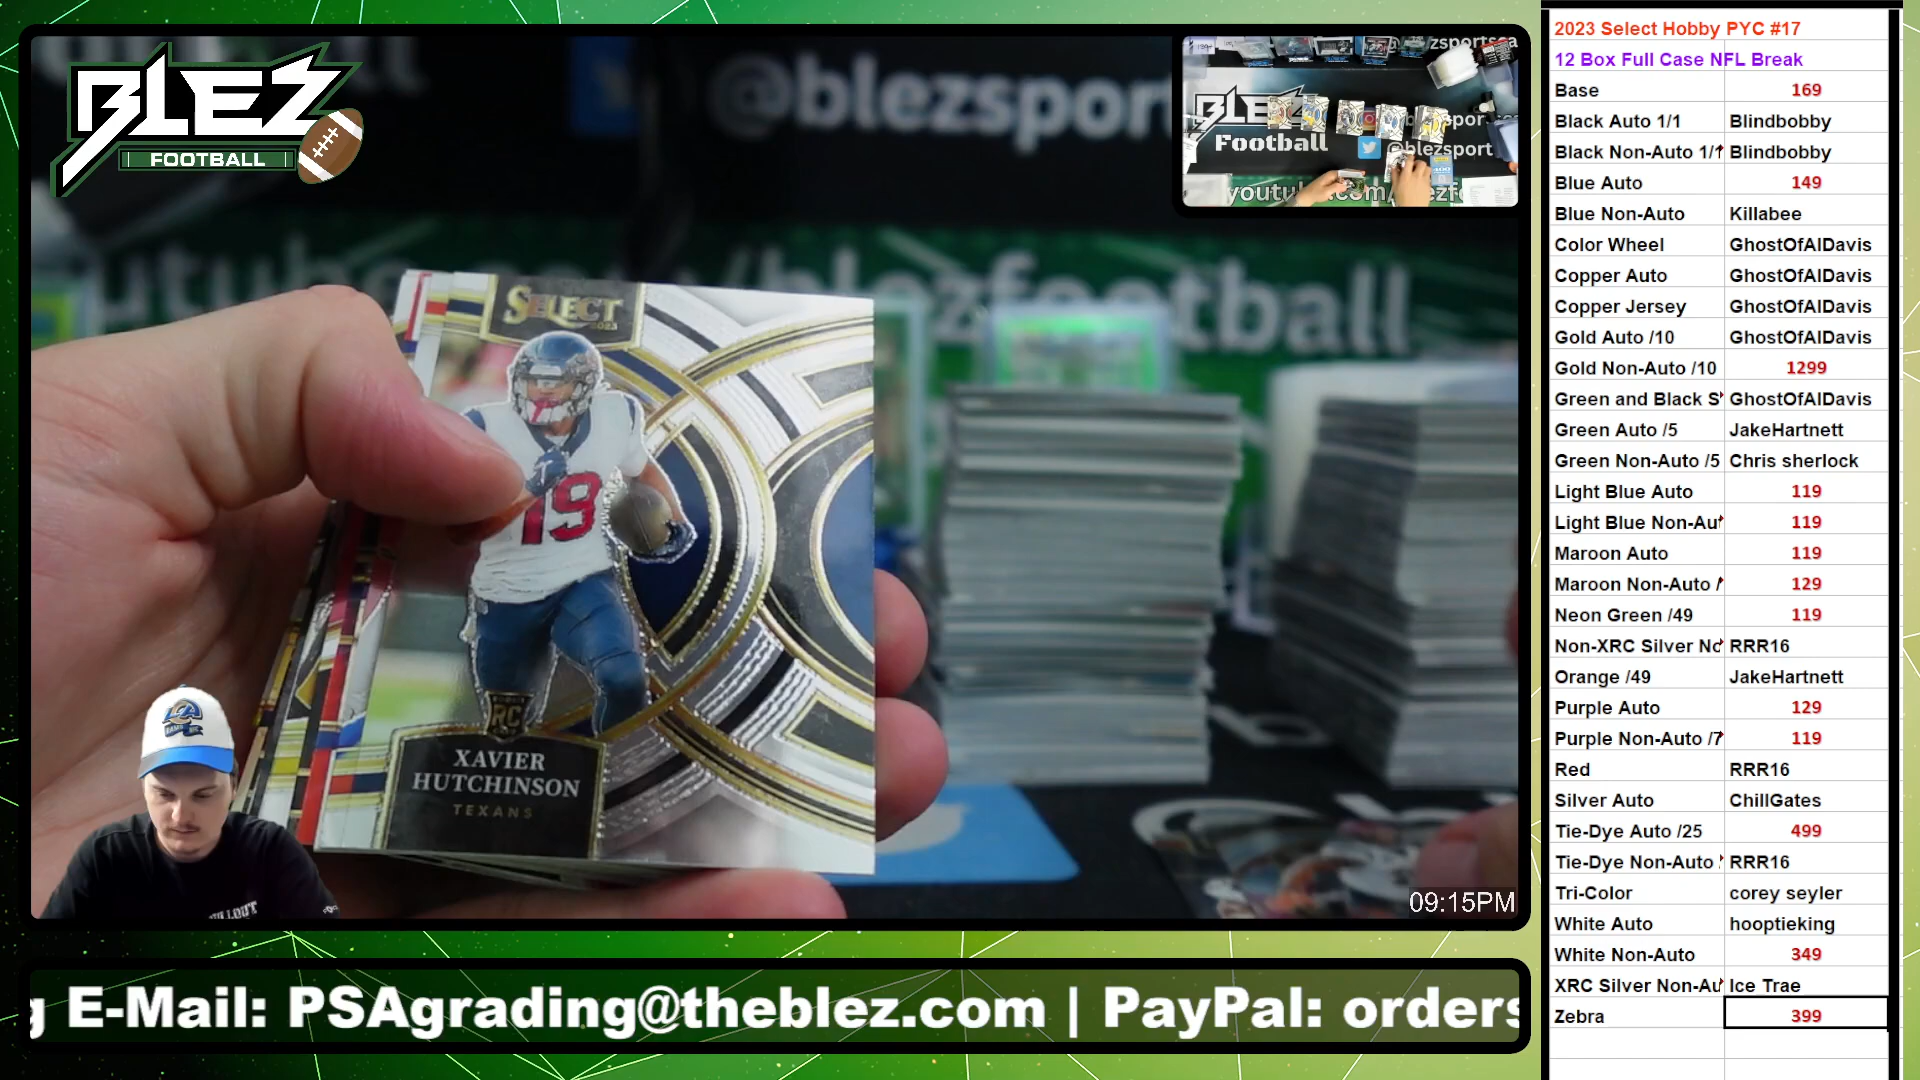 BLEZ
FOOTBALL
@blezsport
utube.com/blezfootball
SELECT
2023
19
RC
XAVIER
HUTCHINSON
TEXANS
BLEZ
Football
@blezsport
09:15PM
E-Mail: PSAgrading@theblez.com | PayPal: orders
2023 Select Hobby PYC #17
12 Box Full Case NFL Break
Base 169
Black Auto 1/1 Blindbobby
Black Non-Auto 1/1 Blindbobby
Blue Auto 149
Blue Non-Auto Killabee
Color Wheel GhostOfAlDavis
Copper Auto GhostOfAlDavis
Copper Jersey GhostOfAlDavis
Gold Auto /10 GhostOfAlDavis
Gold Non-Auto /10 1299
Green and Black S GhostOfAlDavis
Green Auto /5 JakeHartnett
Green Non-Auto /5 Chris sherlock
Light Blue Auto 119
Light Blue Non-Au 119
Maroon Auto 119
Maroon Non-Auto / 129
Neon Green /49 119
Non-XRC Silver No RRR16
Orange /49 JakeHartnett
Purple Auto 129
Purple Non-Auto /7 119
Red RRR16
Silver Auto ChillGates
Tie-Dye Auto /25 499
Tie-Dye Non-Auto RRR16
Tri-Color corey seyler
White Auto hooptieking
White Non-Auto 349
XRC Silver Non-Au Ice Trae
Zebra 399